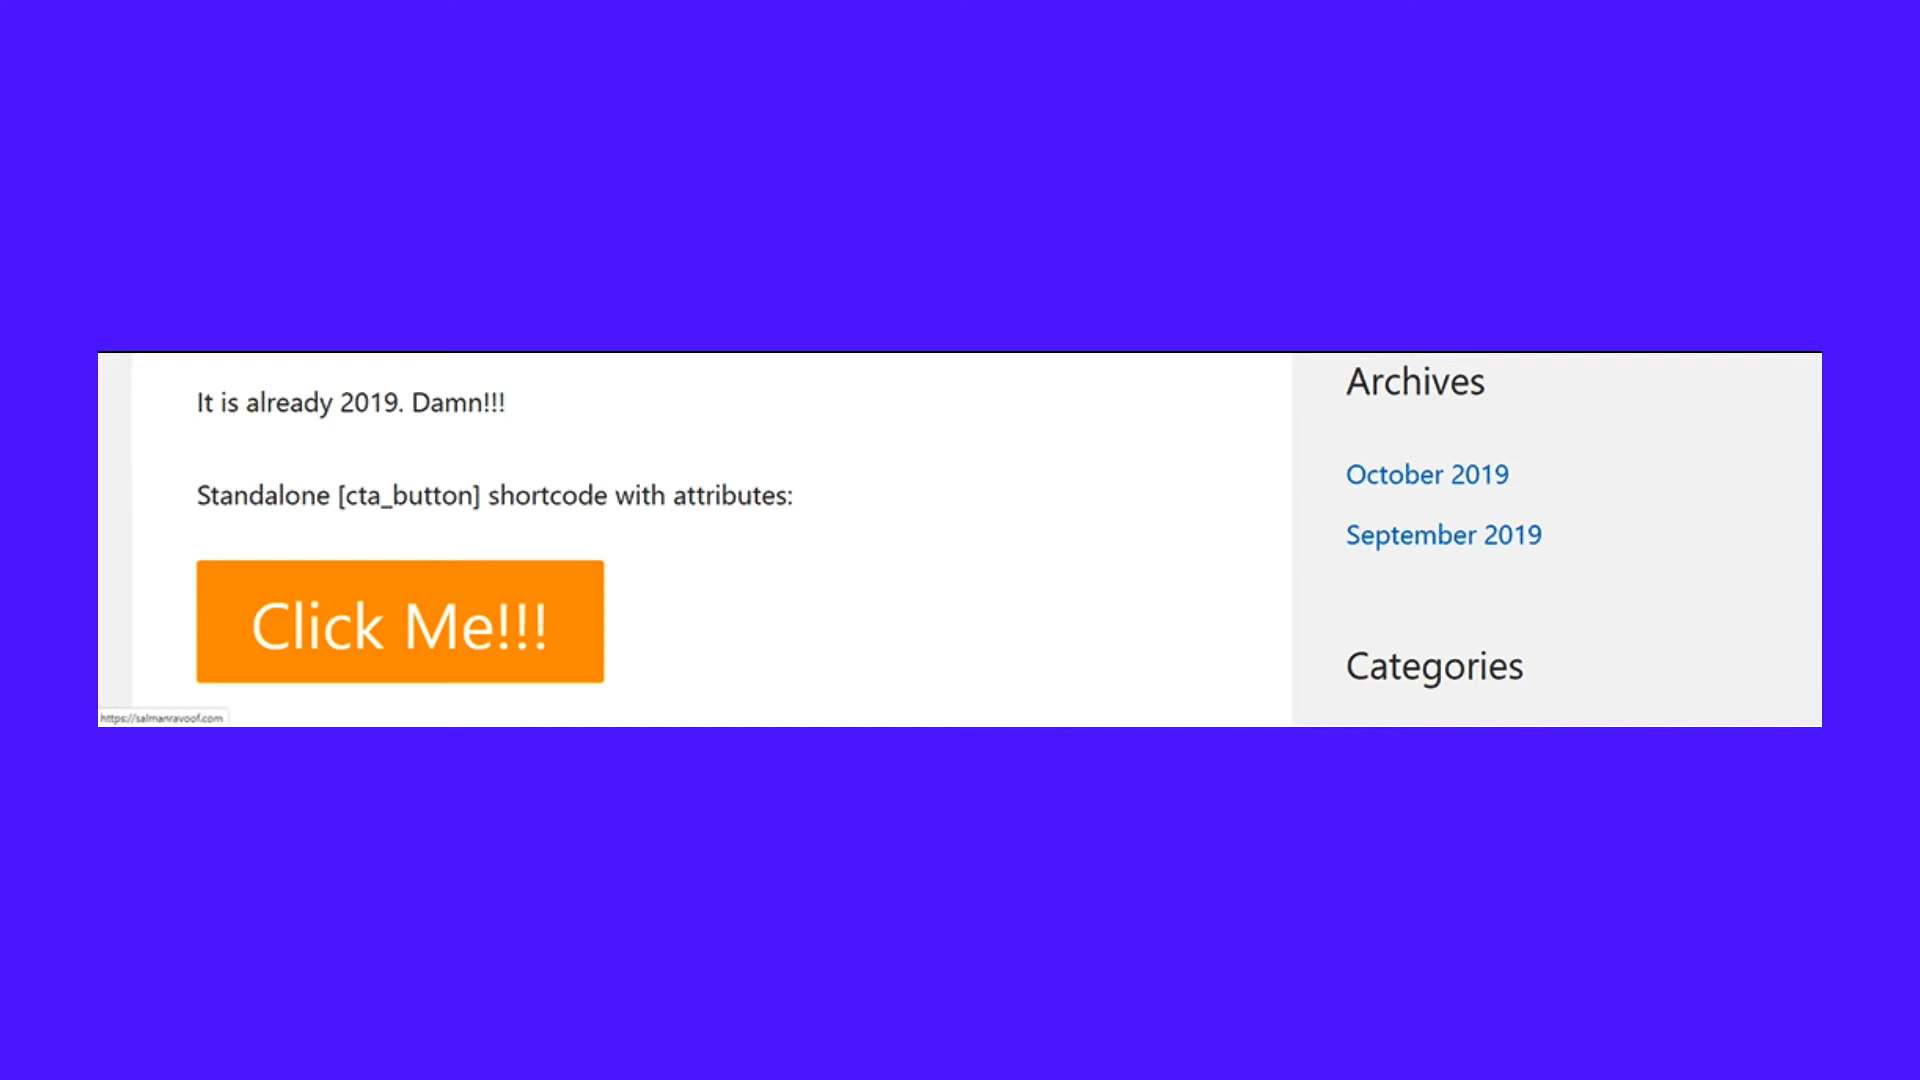 It is already 2019. Damn!!!
Standalone [cta_button] shortcode with attributes:
Click Me!!!
https://salmanravoof.com
Archives
October 2019
September 2019
Categories